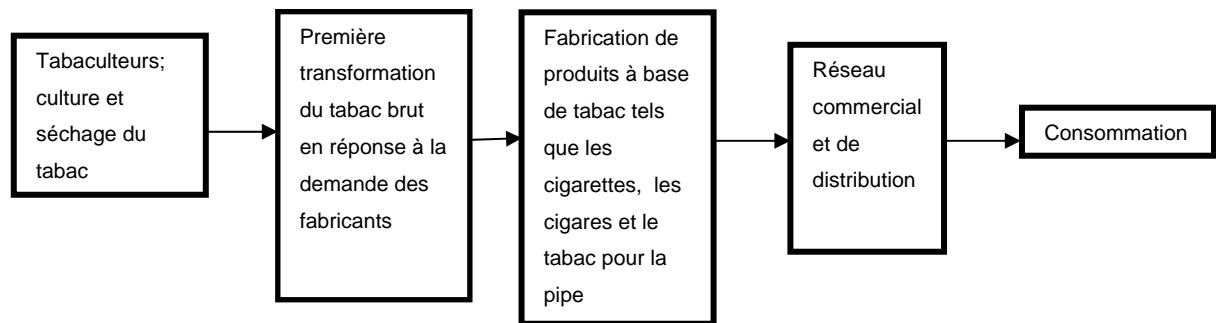 Tabaculteurs;
culture et
séchage du
tabac
Première
transformation
du tabac brut
en réponse à la
demande des
fabricants
Fabrication de
produits à base
de tabac tels
que les
cigarettes, les
cigares et le
tabac pour la
pipe
Réseau
commercial
et de
distribution
Consommation